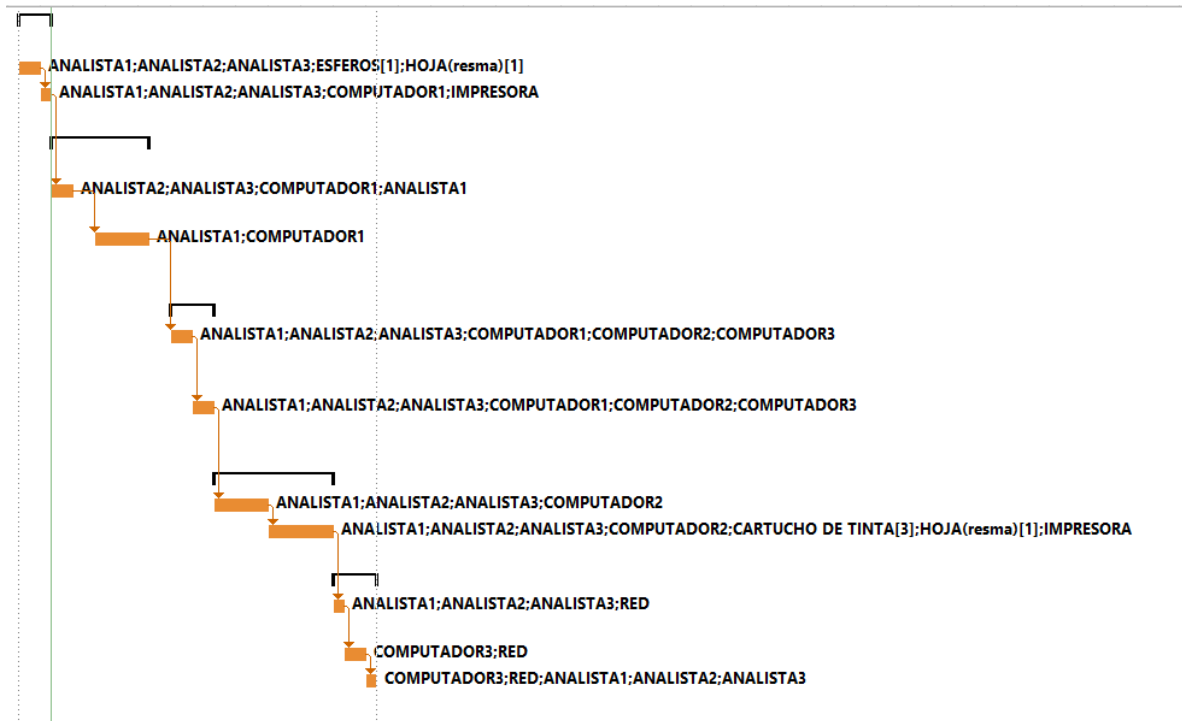 ANALISTA1;ANALISTA2;ANALISTA3;ESFEROS[1];HOJA(resma)[1]
ANALISTA1;ANALISTA2;ANALISTA3;COMPUTADOR1;IMPRESORA
ANALISTA2;ANALISTA3;COMPUTADOR1;ANALISTA1
ANALISTA1;COMPUTADOR1
ANALISTA1;ANALISTA2;ANALISTA3;COMPUTADOR1;COMPUTADOR2;COMPUTADOR3
ANALISTA1;ANALISTA2;ANALISTA3;COMPUTADOR1;COMPUTADOR2;COMPUTADOR3
ANALISTA1;ANALISTA2;ANALISTA3;COMPUTADOR2
ANALISTA1;ANALISTA2;ANALISTA3;COMPUTADOR2;CARTUCHO DE TINTA[3];HOJA(resma)[1];IMPRESORA
ANALISTA1;ANALISTA2;ANALISTA3;RED
COMPUTADOR3;RED
COMPUTADOR3;RED;ANALISTA1;ANALISTA2;ANALISTA3